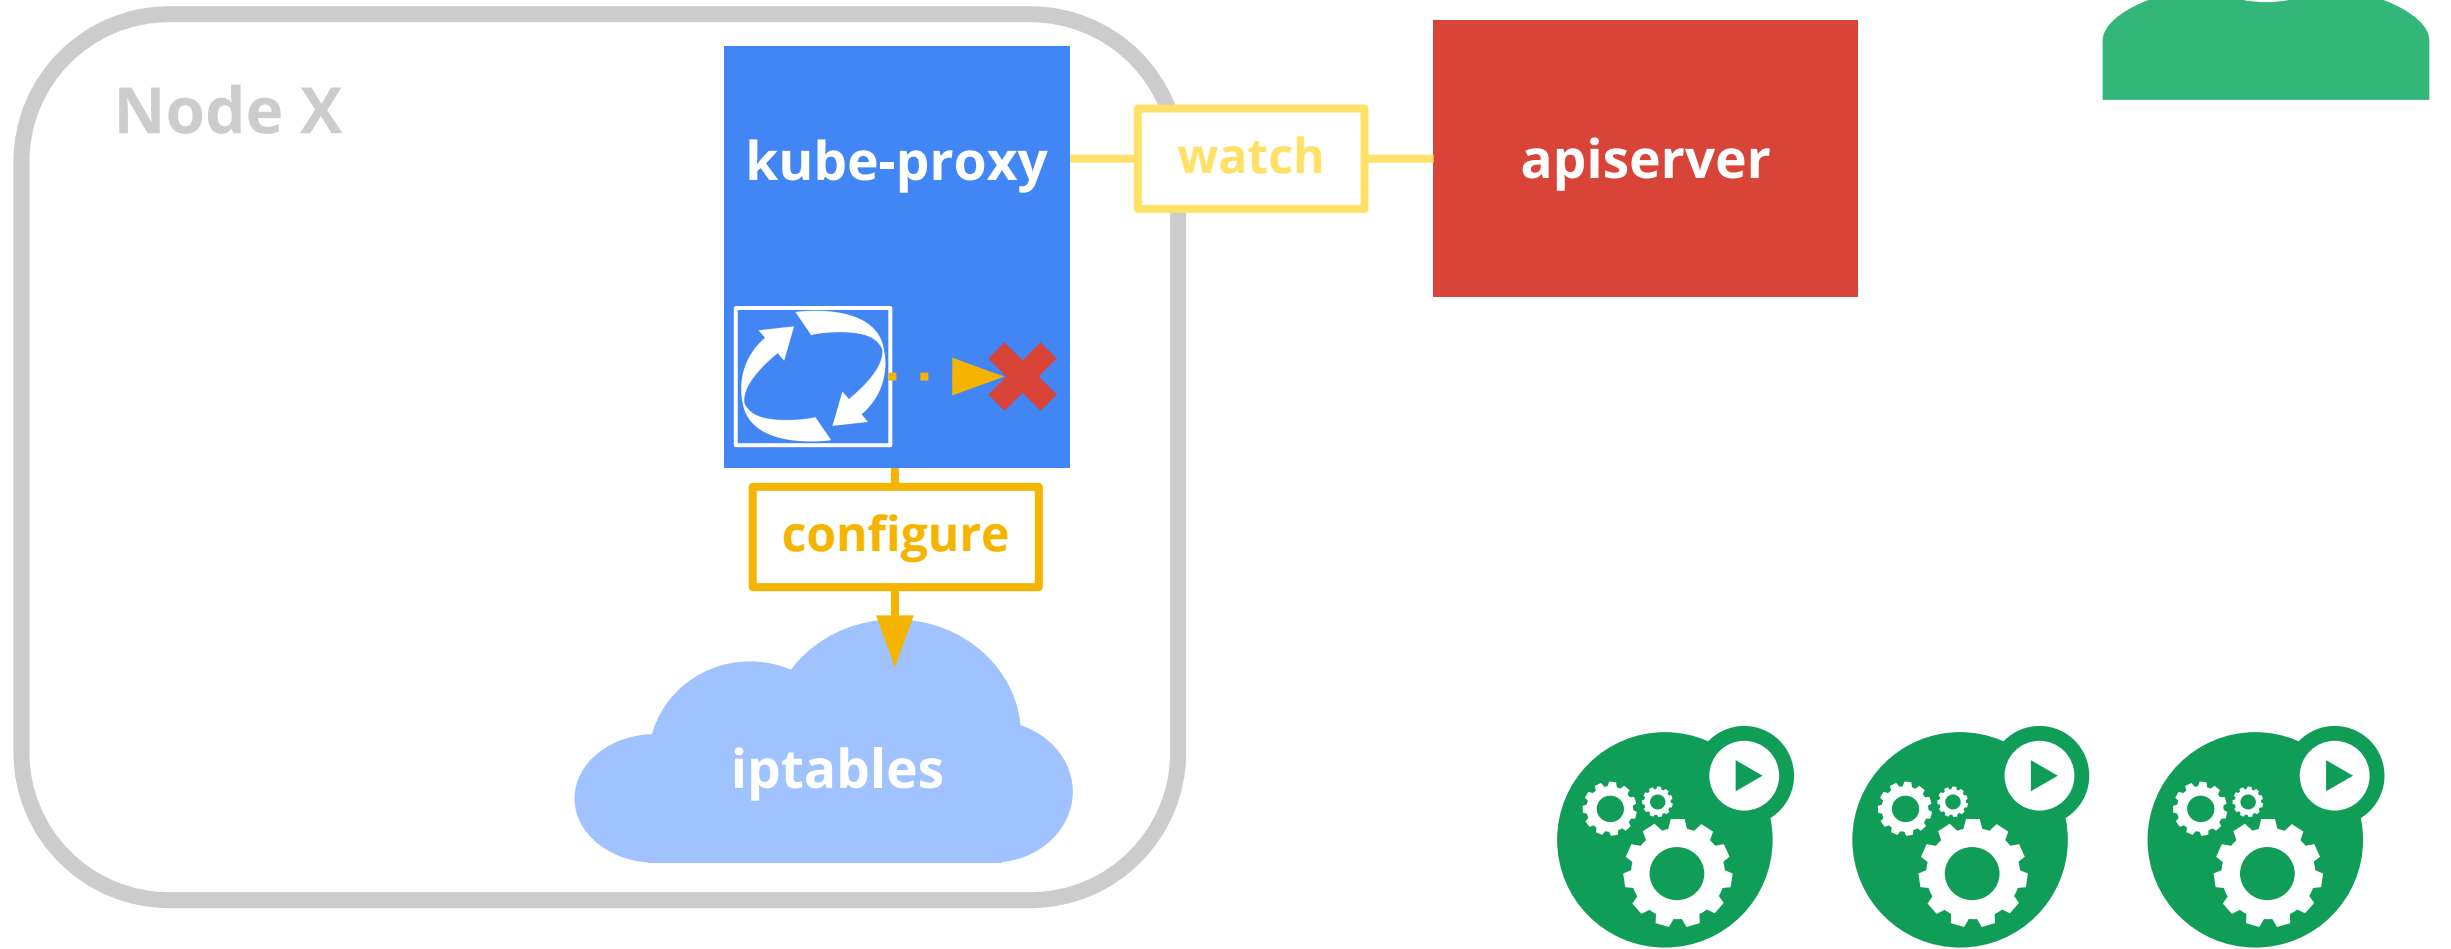 Node X
kube-proxy
watch
apiserver
configure
iptables